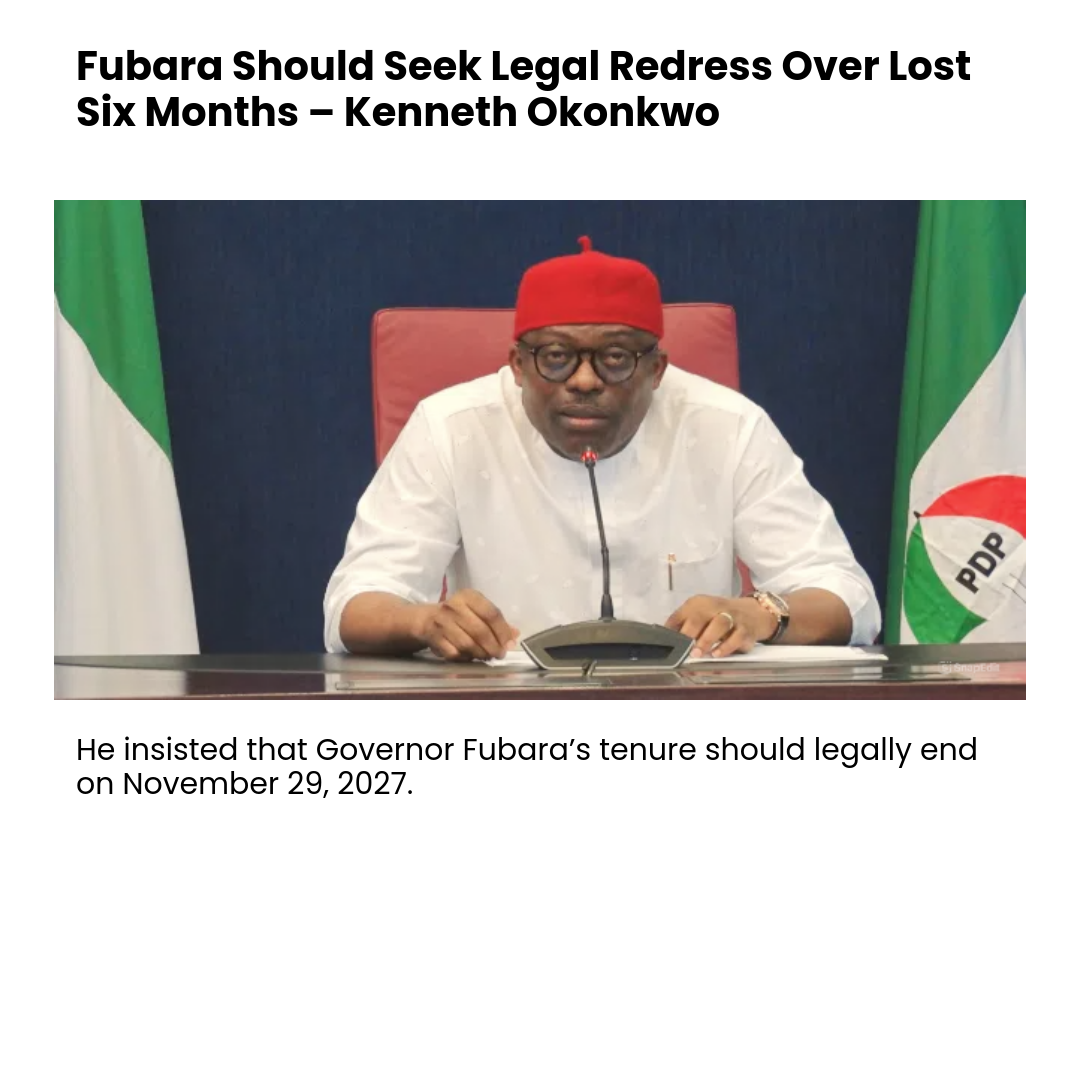 Fubara Should Seek Legal Redress Over Lost
Six Months – Kenneth Okonkwo
PDP
SnapEdit
He insisted that Governor Fubara’s tenure should legally end
on November 29, 2027.